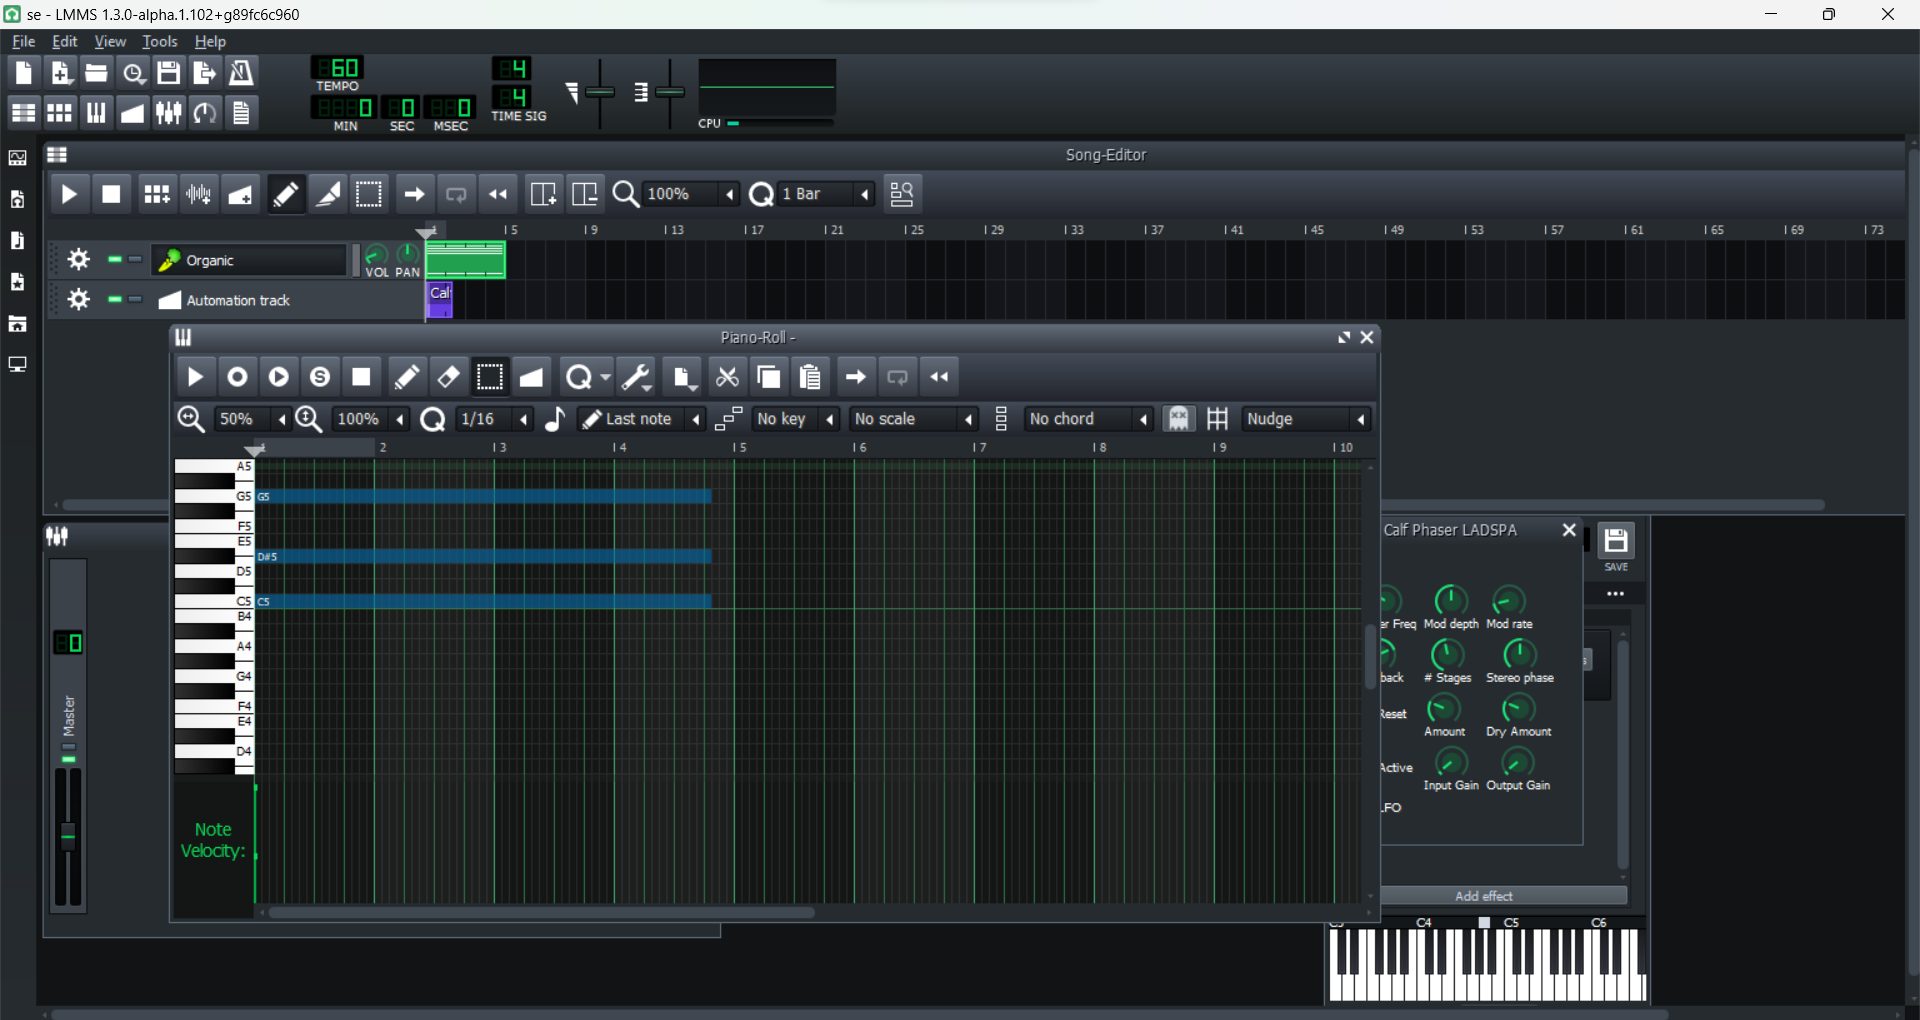 se - LMMS 1.3.0-alpha.1.102+g89fc6c960
File Edit View Tools Help
60
TEMPO
0 0 0
MIN SEC MSEC
4
4
TIME SIG
CPU
Song-Editor
100%
1 Bar
5 9 13 17 21 25 29 33 37 41 45 49 53 57 61 65 69 73
Organic
VOL PAN
Automation track
Cal
Piano-Roll -
50%
100%
1/16
Last note
No key
No scale
No chord
Nudge
2 3 4 5 6 7 8 9 10
A5
G5 G5
F5
E5
D#5
D5
C5 C5
B4
A4
G4
F4
E4
D4
Note
Velocity:
0
Master
Calf Phaser LADSPA
SAVE
er Freq Mod depth Mod rate
back # Stages Stereo phase
Reset Amount Dry Amount
Active Input Gain Output Gain
LFO
Add effect
C4 C5 C6